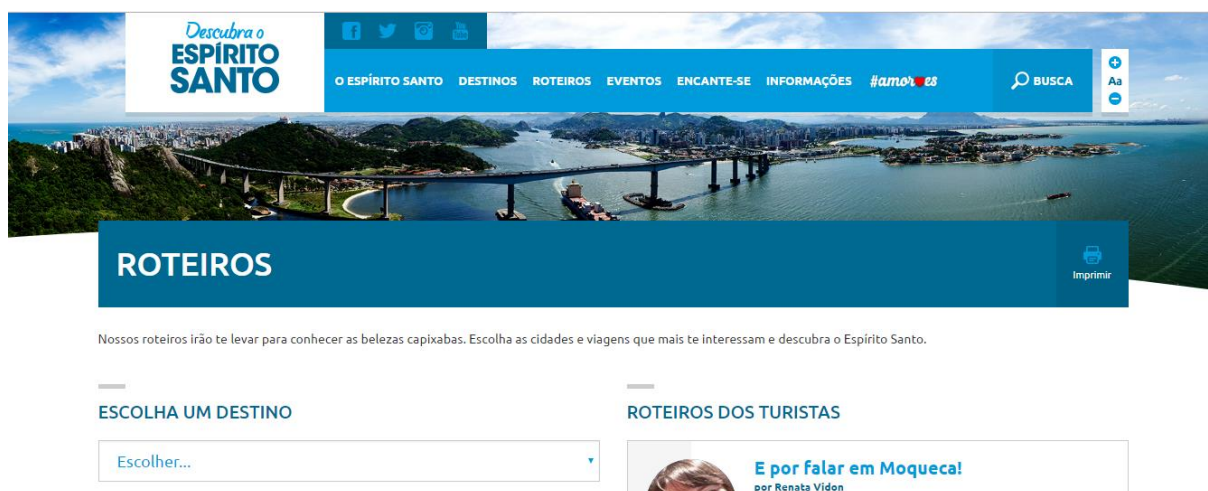 Descubra o
ESPÍRITO
SANTO
O ESPÍRITO SANTO DESTINOS ROTEIROS EVENTOS ENCANTE-SE INFORMAÇÕES #amores BUSCA
Aa
ROTEIROS
Imprimir
Nossos roteiros irão te levar para conhecer as belezas capixabas. Escolha as cidades e viagens que mais te interessam e descubra o Espírito Santo.
ESCOLHA UM DESTINO
Escolher...
ROTEIROS DOS TURISTAS
E por falar em Moqueca!
por Renata Vidon